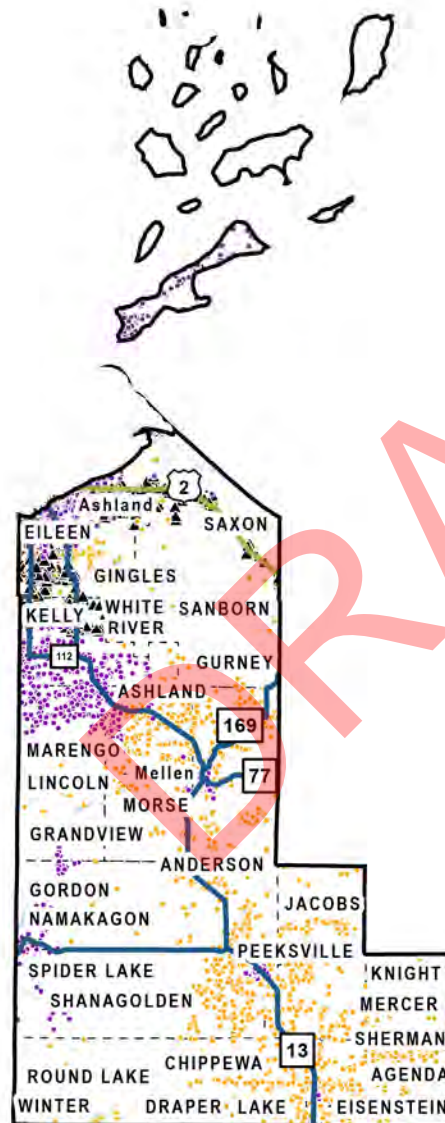 2
Ashland
SAXON
EILEEN
GINGLES
WHITE
RIVER
SANBORN
KELLY
112
GURNEY
ASHLAND
169
MARENGO
Mellen
77
LINCOLN
MORSE
GRANDVIEW
ANDERSON
GORDON
JACOBS
NAMAKAGON
PEEKSVILLE
SPIDER LAKE
KNIGHT
SHANAGOLDEN
MERCER
13
SHERMAN
CHIPPEWA
AGENDA
ROUND LAKE
WINTER
DRAPER LAKE
EISENSTEIN
DRA